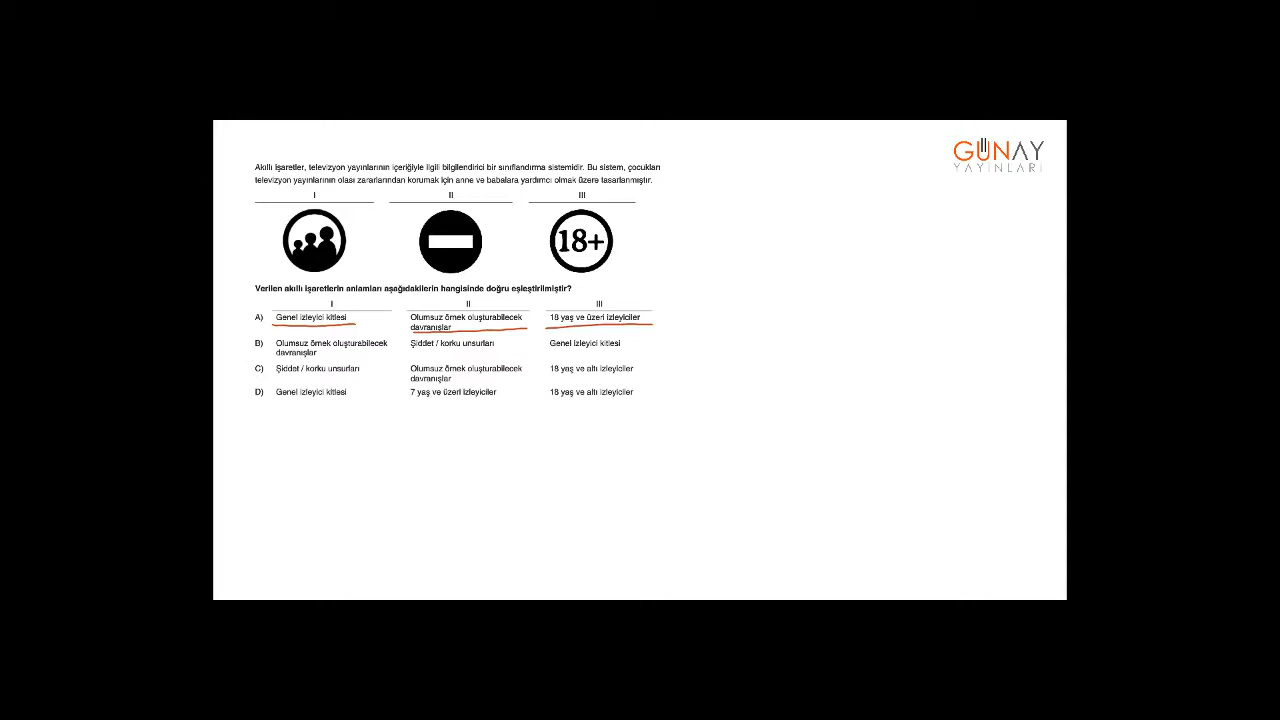 GÜNAY
YAYINLARI
Akıllı işaretler, televizyon yayınlarının içeriğiyle ilgili bilgilendirici bir sınıflandırma sistemidir. Bu sistem, çocukları
televizyon yayınlarının olası zararlarından korumak için anne ve babalara yardımcı olmak üzere tasarlanmıştır.
I II III
18+
Verilen akıllı işaretlerin anlamları aşağıdakilerin hangisinde doğru eşleştirilmiştir?
I II III
A) Genel izleyici kitlesi Olumsuz örnek oluşturabilecek 18 yaş ve üzeri izleyiciler
davranışlar
B) Olumsuz örnek oluşturabilecek Şiddet / korku unsurları Genel izleyici kitlesi
davranışlar
C) Şiddet / korku unsurları Olumsuz örnek oluşturabilecek 18 yaş ve altı izleyiciler
davranışlar
D) Genel izleyici kitlesi 7 yaş ve üzeri izleyiciler 18 yaş ve altı izleyiciler